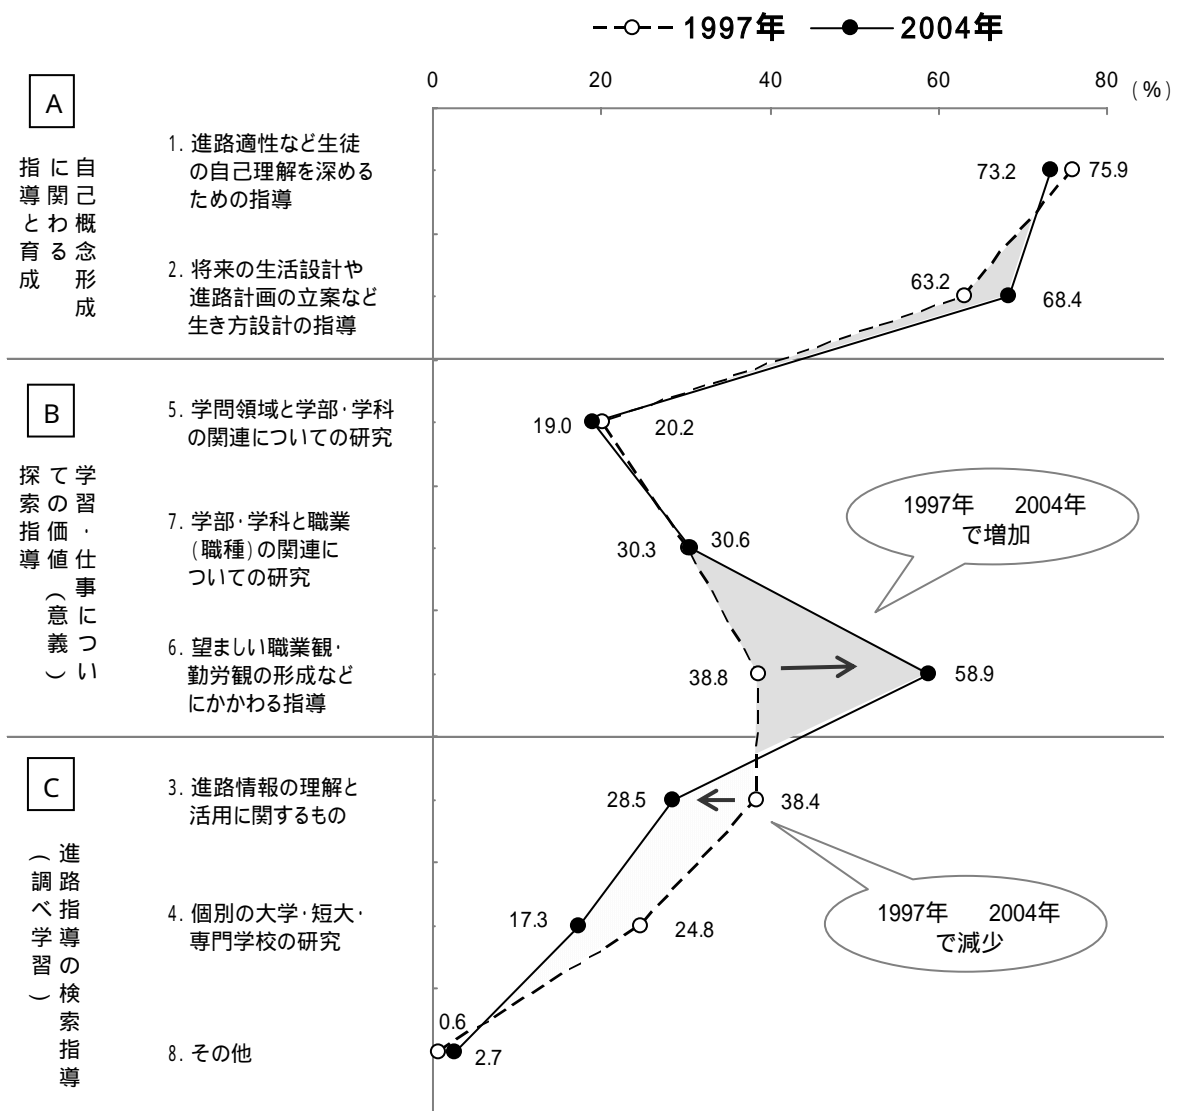 1997年 2004年
0 20 40 60 80 (%)
A
自己概念形成
に関わる
指導と育成
1. 進路適性など生徒
の自己理解を深める
ための指導
73.2 75.9
2. 将来の生活設計や
進路計画の立案など
生き方設計の指導
63.2
68.4
B
学習・仕事につい
ての価値(意義)
探索指導
5. 学問領域と学部・学科
の関連についての研究
19.0 20.2
7. 学部・学科と職業
(職種)の関連に
ついての研究
30.3 30.6
1997年 2004年
で増加
6. 望ましい職業観・
勤労観の形成など
にかかわる指導
38.8 58.9
C
進路指導の検索指導
(調べ学習)
3. 進路情報の理解と
活用に関するもの
28.5 38.4
4. 個別の大学・短大・
専門学校の研究
17.3 24.8
1997年 2004年
で減少
8. その他
0.6
2.7